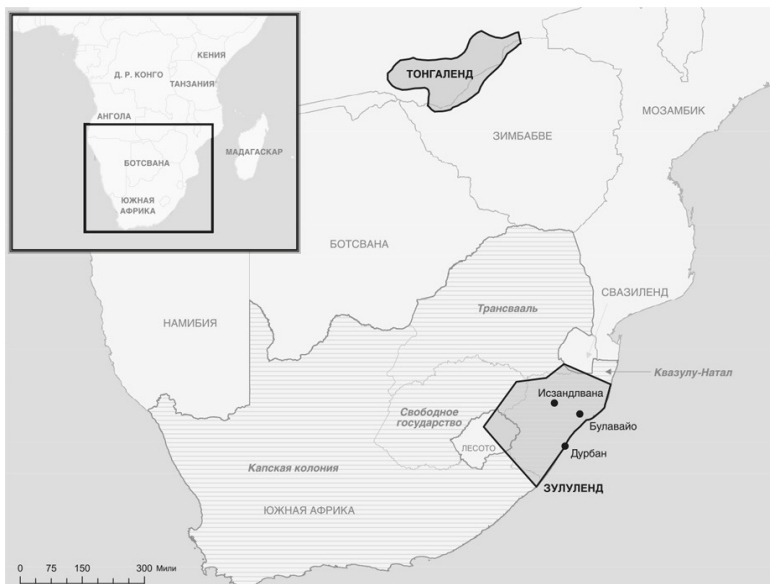 КЕНИЯ
Д. Р. КОНГО
ТАНЗАНИЯ
АНГОЛА
МАДАГАСКАР
БОТСВАНА
ЮЖНАЯ
АФРИКА
ТОНГАЛЕНД
МОЗАМБИК
ЗИМБАБВЕ
БОТСВАНА
СВАЗИЛЕНД
Трансвааль
НАМИБИЯ
Квазулу-Натал
Исзандлвана
Свободное
государство
Булавайо
ЛЕСОТО
Дурбан
Капская колония
ЗУЛУЛЕНД
ЮЖНАЯ АФРИКА
0 75 150 300 Мили